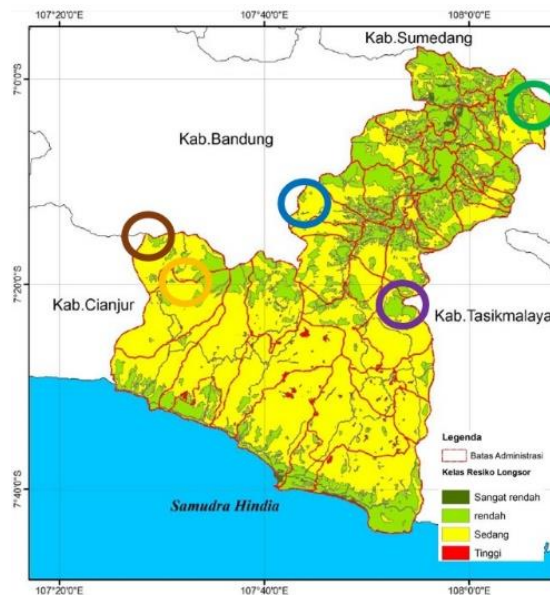 107°20'0"E
107°40'0"E
108°0'0"E
Kab.Sumedang
7°0'0"S
Kab.Bandung
7°20'0"S
Kab.Cianjur
Kab.Tasikmalaya
Legenda
Batas Administrasi
Kelas Resiko Longsor
Sangat rendah
rendah
Sedang
Tinggi
7°40'0"S
Samudra Hindia
107°20'0"E
107°40'0"E
108°0'0"E